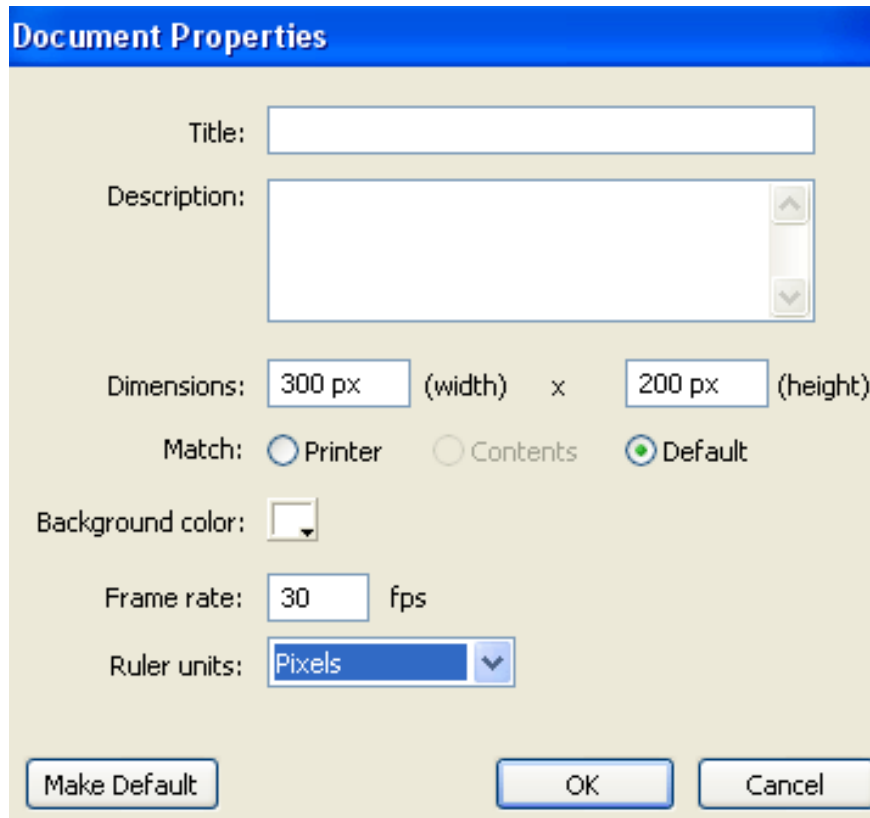 Document Properties
Title:
Description:
Dimensions: 300 px (width) x 200 px (height)
Match: Printer Contents Default
Background color:
Frame rate: 30 fps
Ruler units: Pixels
Make Default OK Cancel